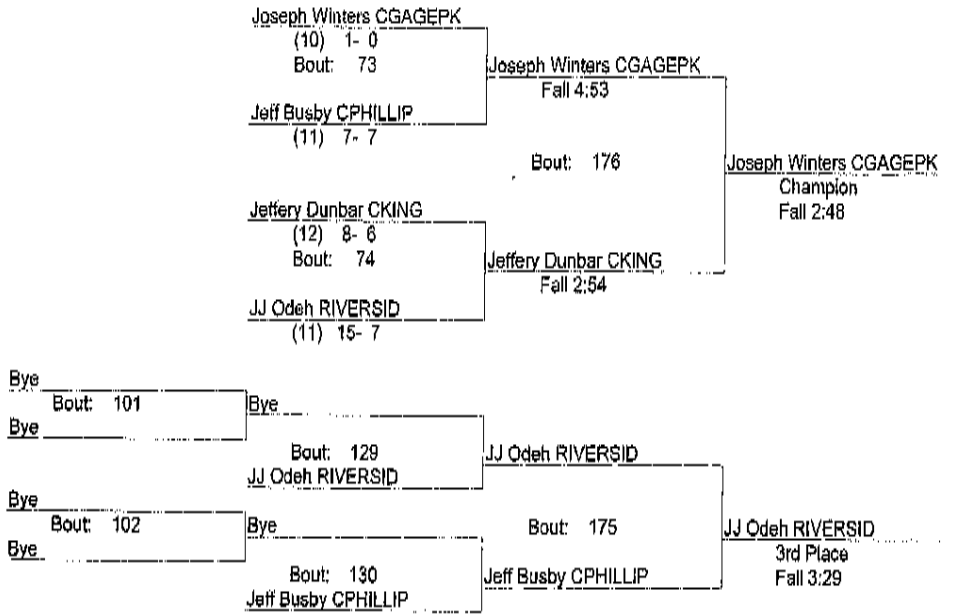 Joseph Winters CGAGEPK
(10) 1- 0
Bout: 73
Joseph Winters CGAGEPK
Fall 4:53
Jeff Busby CPHILLIP
(11) 7- 7
Bout: 176
Joseph Winters CGAGEPK
Champion
Fall 2:48
Jeffery Dunbar CKING
(12) 8- 6
Bout: 74
Jeffery Dunbar CKING
Fall 2:54
JJ Odeh RIVERSID
(11) 15- 7
Bye
Bout: 101
Bye
Bye
Bout: 129
JJ Odeh RIVERSID
JJ Odeh RIVERSID
Bye
Bout: 102
Bye
Bye
Bout: 175
JJ Odeh RIVERSID
3rd Place
Fall 3:29
Bout: 130
Jeff Busby CPHILLIP
Jeff Busby CPHILLIP